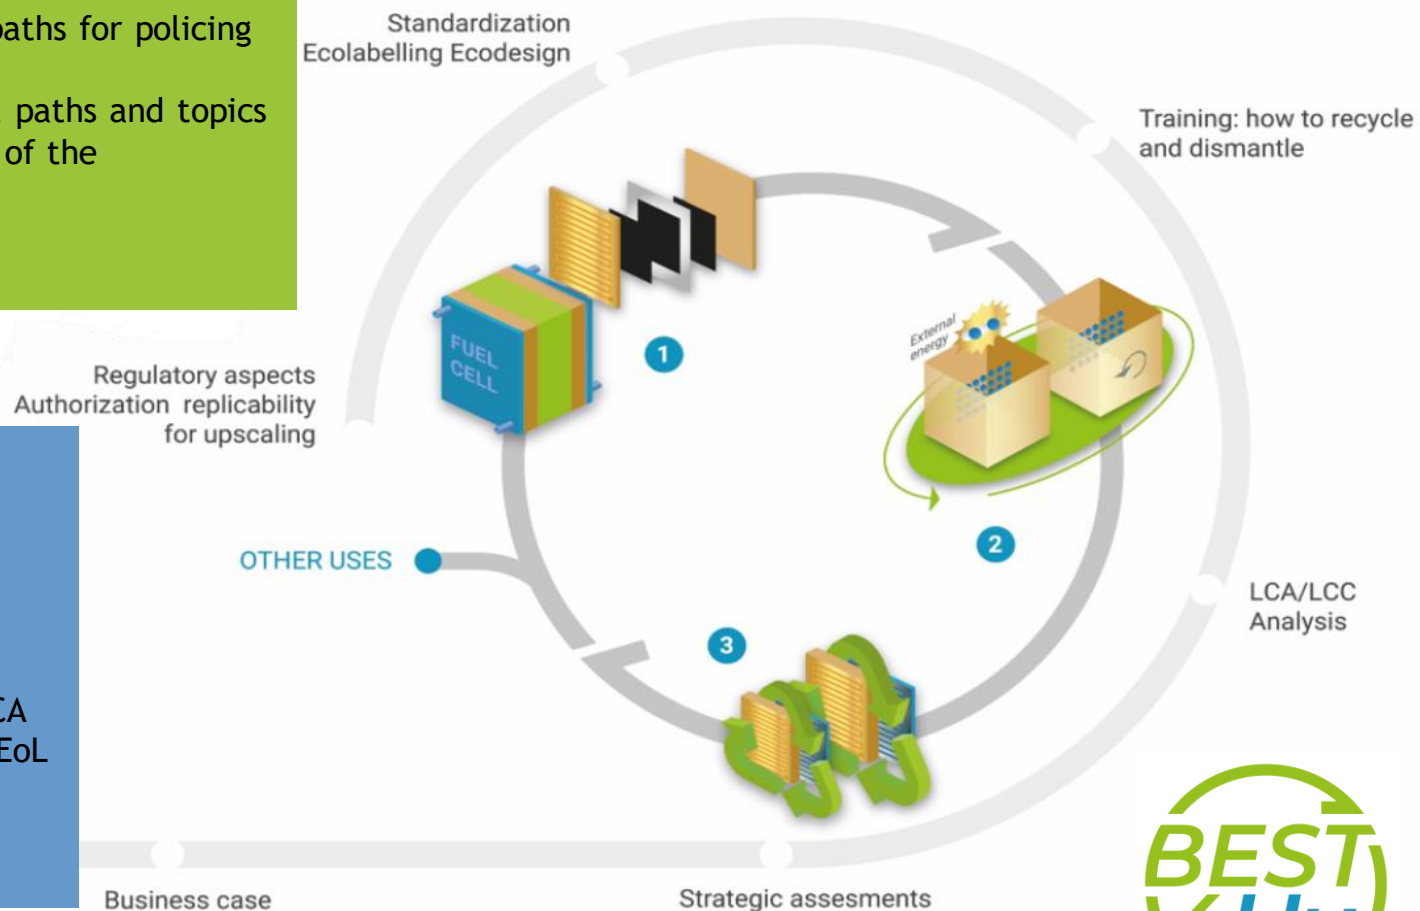 paths for policing
paths and topics
of the
Standardization
Ecolabelling Ecodesign
Training: how to recycle
and dismantle
FUEL
CELL
1
External
energy
Regulatory aspects
Authorization replicability
for upscaling
2
OTHER USES
LCA/LCC
Analysis
3
EoL
Business case
Strategic assesments
BEST